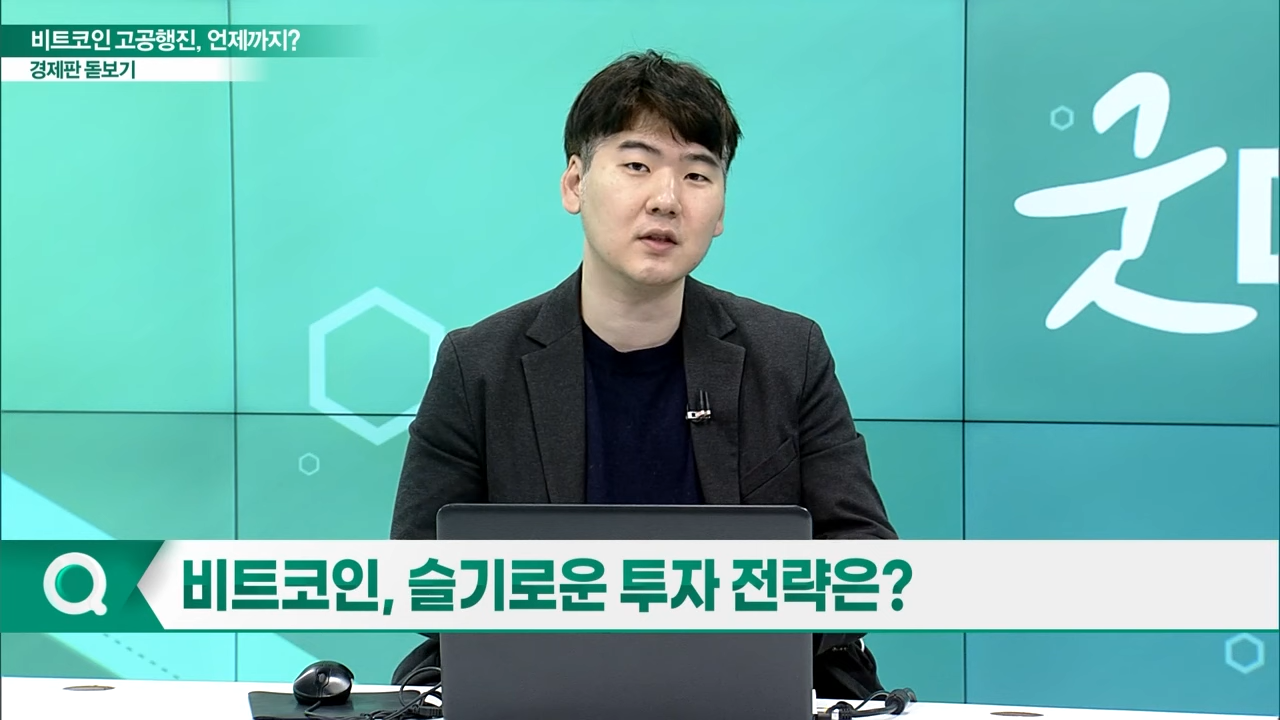 비트코인 고공행진, 언제까지?
경제판 돋보기
굿
비트코인, 슬기로운 투자 전략은?